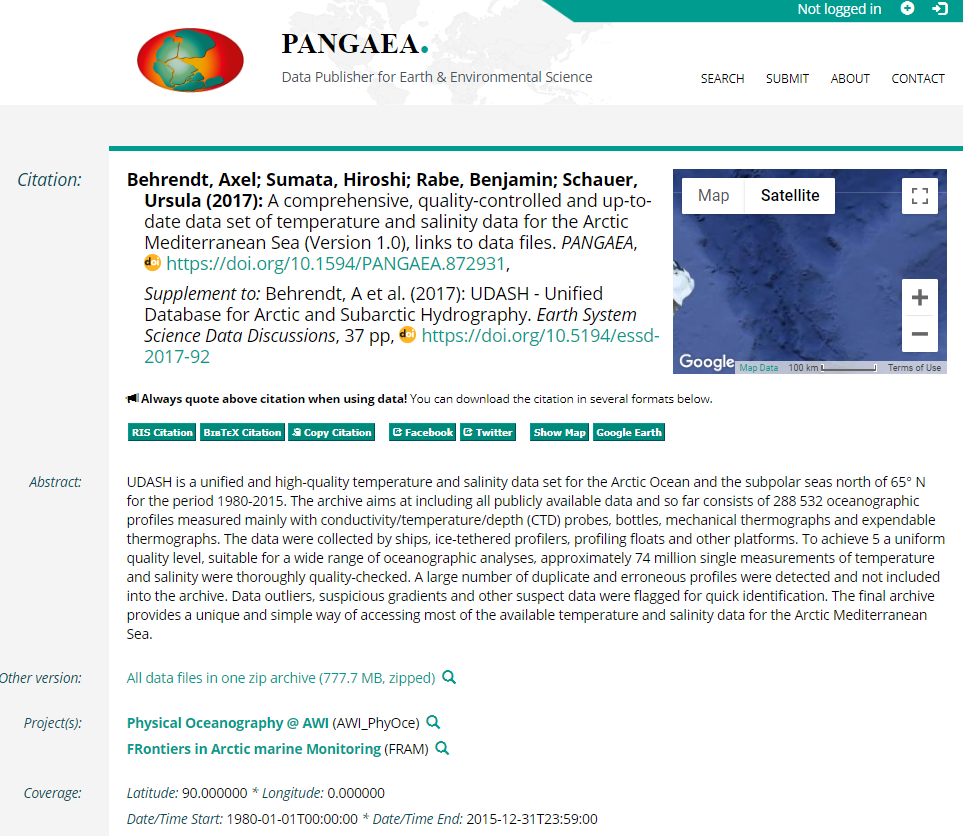 Not logged in
PANGAEA.
Data Publisher for Earth & Environmental Science
SEARCH SUBMIT ABOUT CONTACT
Citation:
Behrendt, Axel; Sumata, Hiroshi; Rabe, Benjamin; Schauer,
Ursula (2017): A comprehensive, quality-controlled and up-to-
date data set of temperature and salinity data for the Arctic
Mediterranean Sea (Version 1.0), links to data files. PANGAEA,
doi https://doi.org/10.1594/PANGAEA.872931,
Supplement to: Behrendt, A et al. (2017): UDASH - Unified
Database for Arctic and Subarctic Hydrography. Earth System
Science Data Discussions, 37 pp, doi https://doi.org/10.5194/essd-
2017-92
Map Satellite
+
−
Google Map Data 100 km Terms of Use
Always quote above citation when using data! You can download the citation in several formats below.
RIS Citation BIBTEX Citation Copy Citation Facebook Twitter Show Map Google Earth
Abstract:
UDASH is a unified and high-quality temperature and salinity data set for the Arctic Ocean and the subpolar seas north of 65° N
for the period 1980-2015. The archive aims at including all publicly available data and so far consists of 288 532 oceanographic
profiles measured mainly with conductivity/temperature/depth (CTD) probes, bottles, mechanical thermographs and expendable
thermographs. The data were collected by ships, ice-tethered profilers, profiling floats and other platforms. To achieve 5 a uniform
quality level, suitable for a wide range of oceanographic analyses, approximately 74 million single measurements of temperature
and salinity were thoroughly quality-checked. A large number of duplicate and erroneous profiles were detected and not included
into the archive. Data outliers, suspicious gradients and other suspect data were flagged for quick identification. The final archive
provides a unique and simple way of accessing most of the available temperature and salinity data for the Arctic Mediterranean
Sea.
Other version:
All data files in one zip archive (777.7 MB, zipped)
Project(s):
Physical Oceanography @ AWI (AWI_PhyOce)
FRontiers in Arctic marine Monitoring (FRAM)
Coverage:
Latitude: 90.000000 * Longitude: 0.000000
Date/Time Start: 1980-01-01T00:00:00 * Date/Time End: 2015-12-31T23:59:00